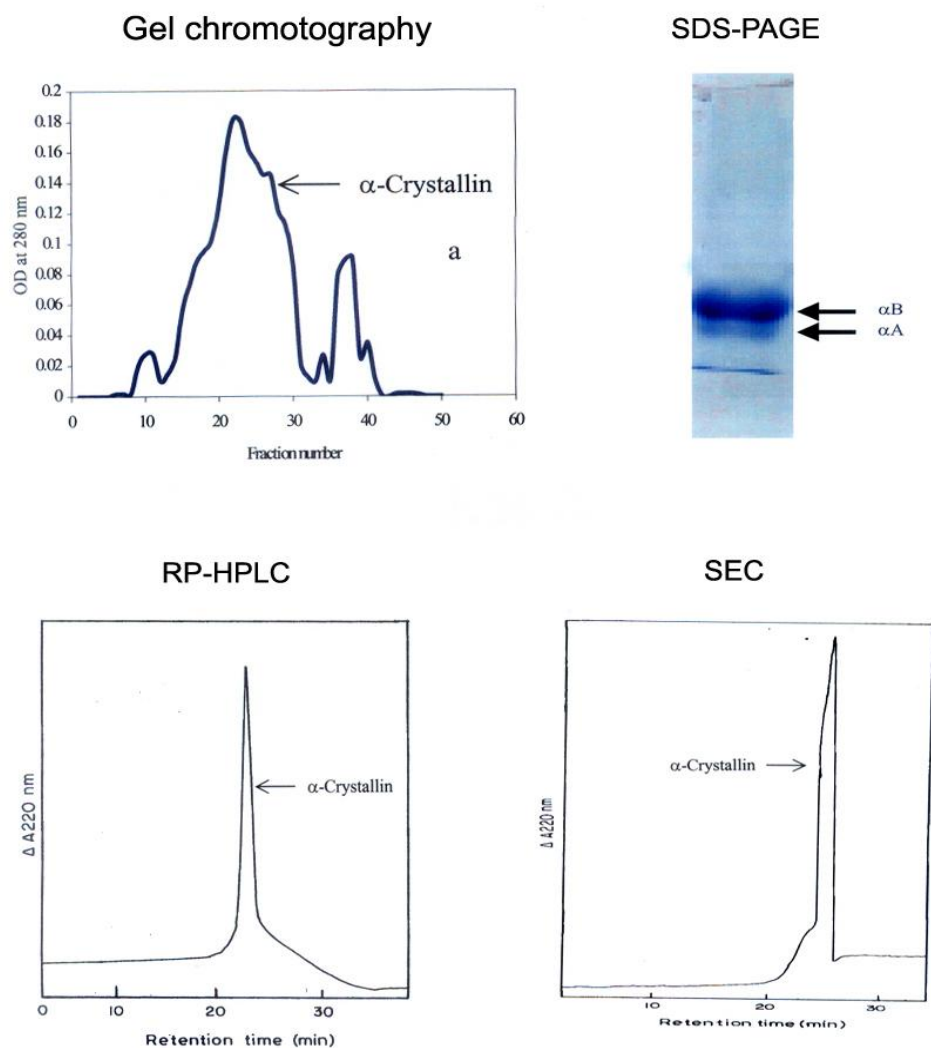 Gel chromotography
SDS-PAGE
0.2
0.18
0.16
0.14
0.12
0.1
0.08
0.06
0.04
0.02
0
OD at 280 nm
α-Crystallin
a
0 10 20 30 40 50 60
Fraction number
αB
αA
RP-HPLC
SEC
Δ A220 nm
α-Crystallin
0 10 20 30
Retention time (min)
Δ A220 nm
α-Crystallin
10 20 30
Retention time (min)